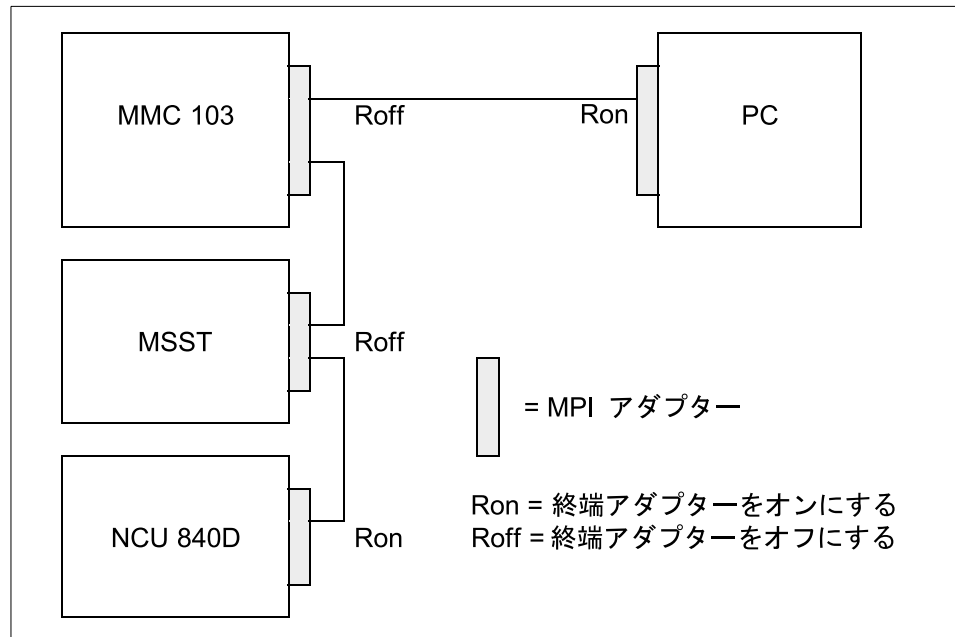 MMC 103
Roff
Ron
PC
MSST
Roff
= MPI アダプター
NCU 840D
Ron
Ron = 終端アダプターをオンにする
Roff = 終端アダプターをオフにする